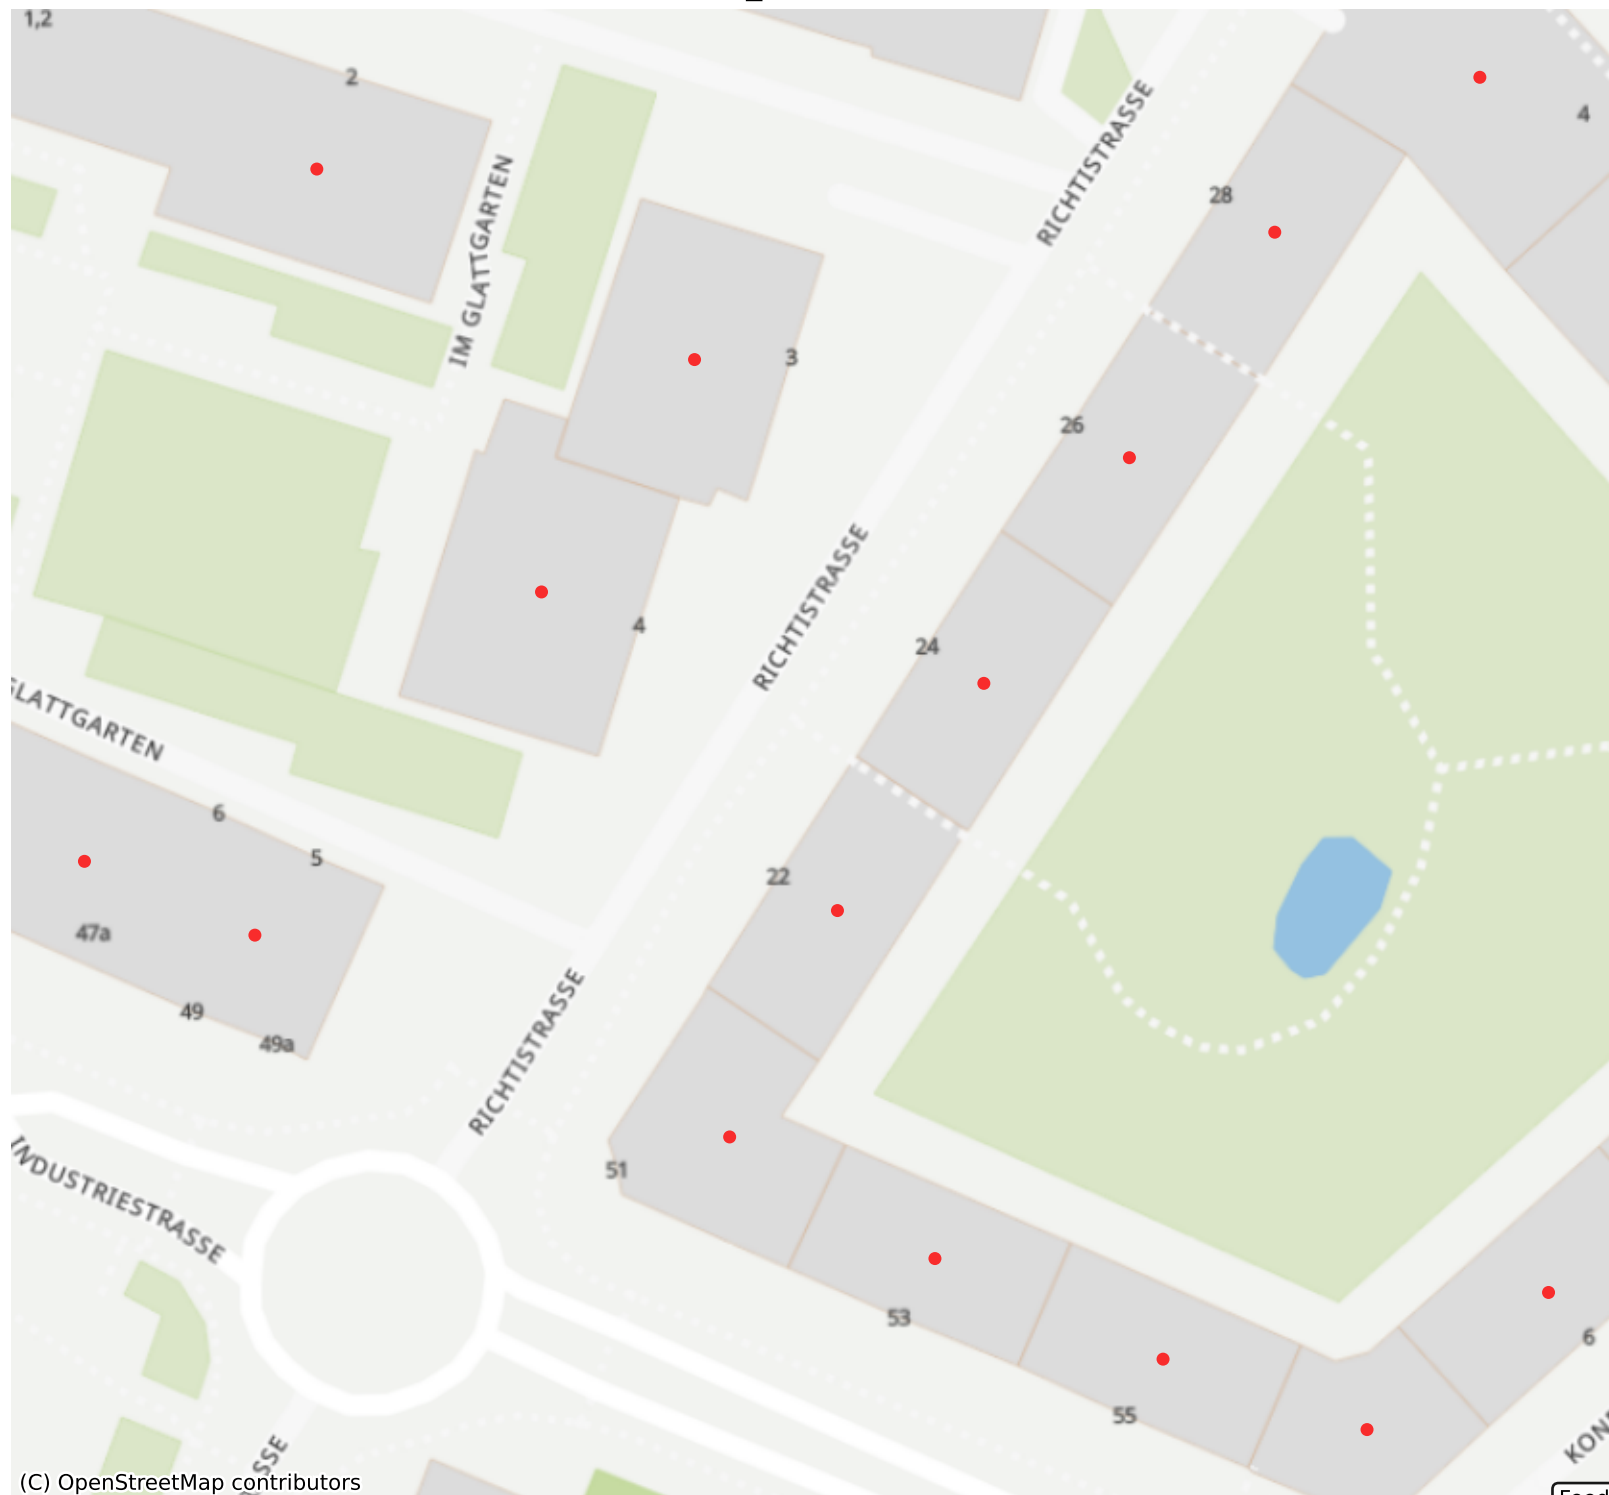 1,2
2
4
28
RICHTISTRASSE
IM GLATTGARTEN
3
26
RICHTISTRASSE
4
24
GLATTGARTEN
6
5
22
47a
49
49a
RICHTISTRASSE
51
INDUSTRIESTRASSE
53
6
55
(C) OpenStreetMap contributors